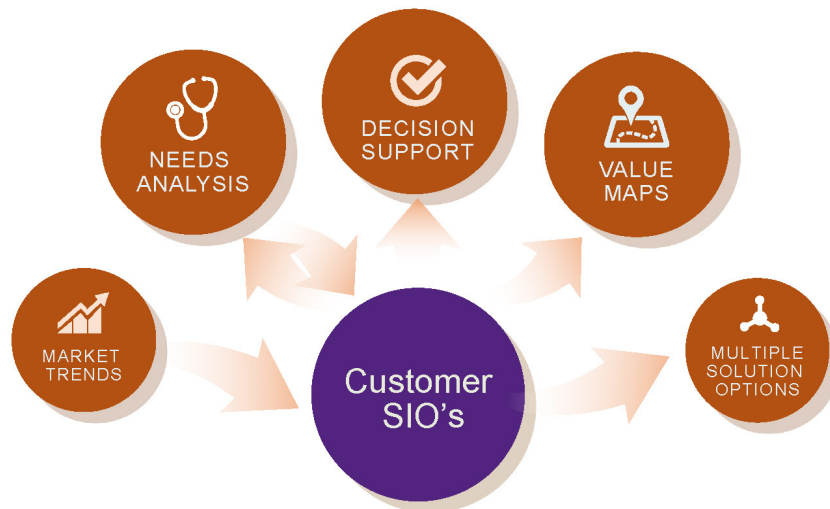 NEEDS
ANALYSIS
DECISION
SUPPORT
VALUE
MAPS
MARKET
TRENDS
Customer
SIO's
MULTIPLE
SOLUTION
OPTIONS